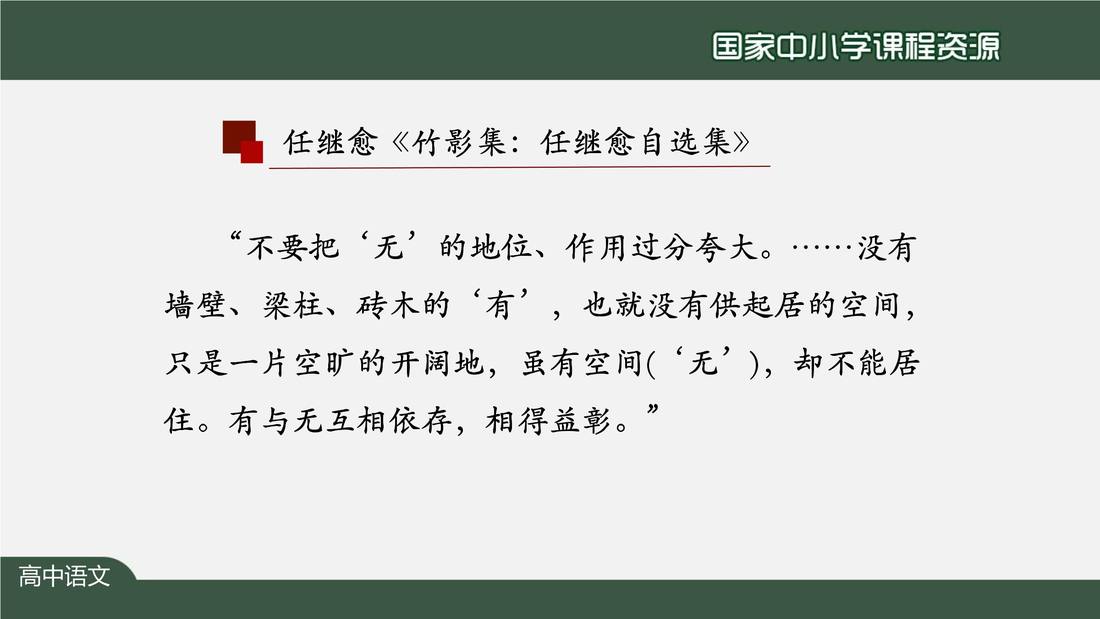 国家中小学课程资源
任继愈《竹影集：任继愈自选集》
“不要把‘无’的地位、作用过分夸大。……没有
墙壁、梁柱、砖木的‘有’，也就没有供起居的空间，
只是一片空旷的开阔地，虽有空间(‘无’)，却不能居
住。有与无互相依存，相得益彰。”
高中语文